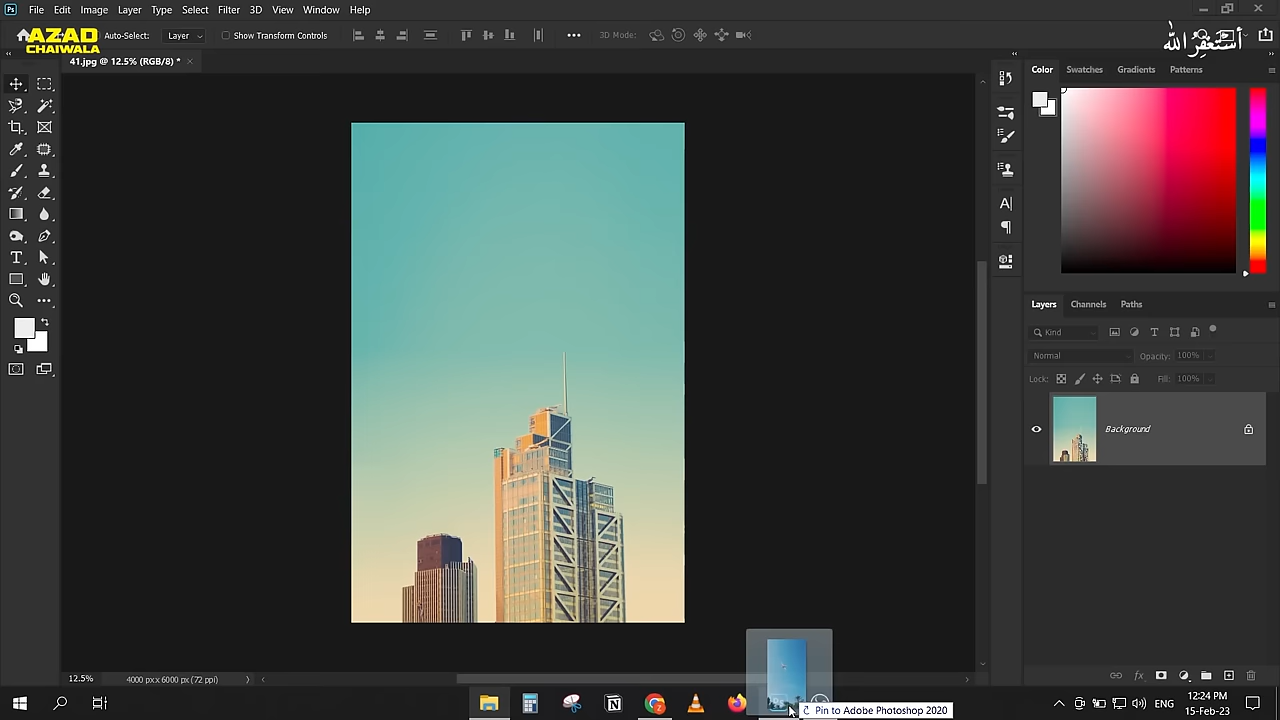 Ps File Edit Image Layer Type Select Filter 3D View Window Help
AZAD
CHAIWALA
Auto-Select: Layer Show Transform Controls 3D Mode:
أستغفر الله
41.jpg @ 12.5% (RGB/8) *
Color Swatches Gradients Patterns
Layers Channels Paths
Kind
Normal Opacity: 100%
Lock: Fill: 100%
Background
12.5% 4000 px x 6000 px (72 ppi)
Pin to Adobe Photoshop 2020
ENG
12:24 PM
15-Feb-23